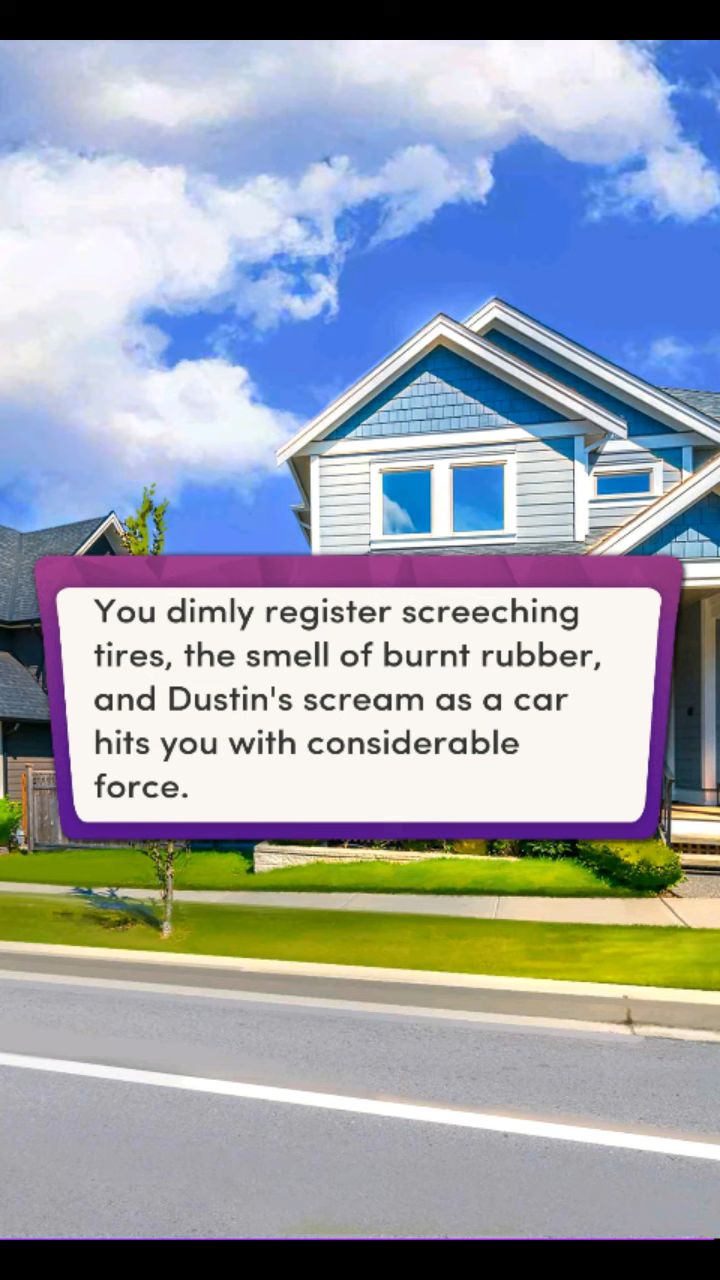 You dimly register screeching
tires, the smell of burnt rubber,
and Dustin's scream as a car
hits you with considerable
force.